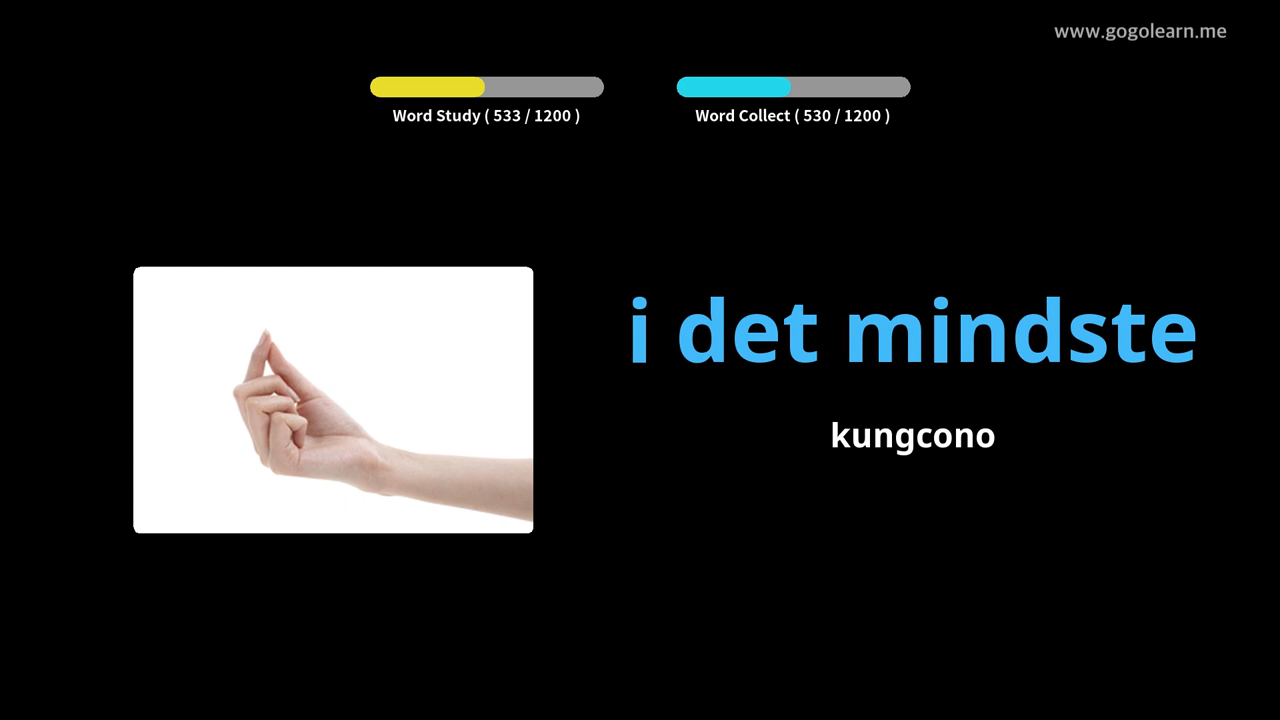 www.gogolearn.me
Word Study ( 533 / 1200 )
Word Collect ( 530 / 1200 )
i det mindste
kungcono